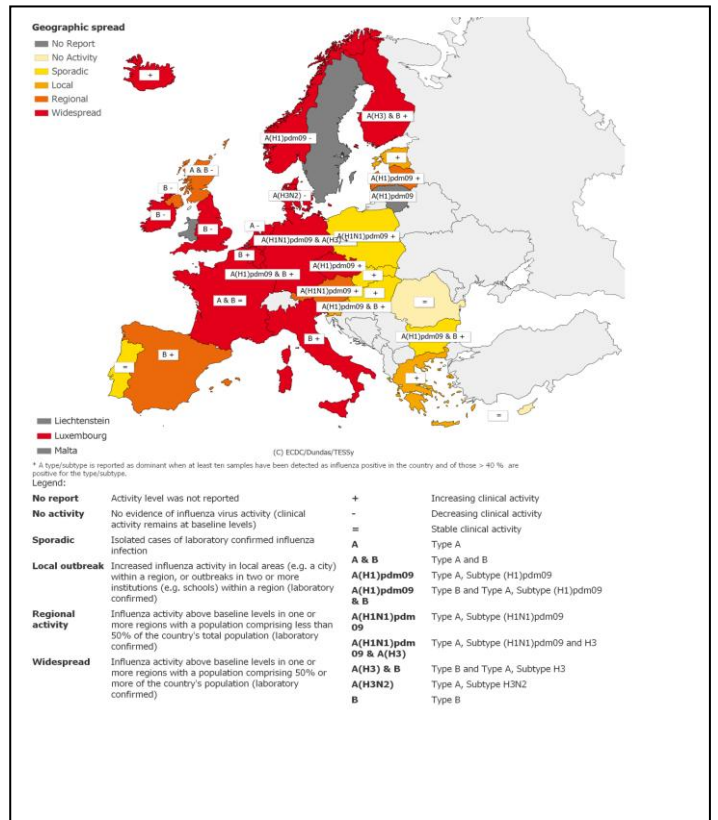 Geographic spread
No Report
No Activity
Sporadic
Local
Regional
Widespread
+
A(H3) & B +
A(H1)pdm09 -
+
A & B -
A(H1)pdm09 +
B -
A(H3N2) -
A(H1)pdm09
B -
B -
A -
A(H1N1)pdm09 & A(H3) +
A(H1N1)pdm09 +
B +
A(H1)pdm09 +
A(H1)pdm09 & B +
+
A(H1N1)pdm09 +
+
A & B =
A(H1)pdm09 & B +
=
A(H1)pdm09 & B +
B +
B +
=
+
=
Liechtenstein
Luxembourg
Malta
(C) ECDC/Dundas/TESSy
* A type/subtype is reported as dominant when at least ten samples have been detected as influenza positive in the country and of those > 40 % are
positive for the type/subtype.
Legend:
No report Activity level was not reported + Increasing clinical activity
No activity No evidence of influenza virus activity (clinical - Decreasing clinical activity
activity remains at baseline levels) = Stable clinical activity
Sporadic Isolated cases of laboratory confirmed influenza A Type A
infection A & B Type A and B
Local outbreak Increased influenza activity in local areas (e.g. a city) A(H1)pdm09 Type A, Subtype (H1)pdm09
within a region, or outbreaks in two or more A(H1)pdm09 Type B and Type A, Subtype (H1)pdm09
institutions (e.g. schools) within a region (laboratory & B
confirmed) A(H1N1)pdm Type A, Subtype (H1N1)pdm09
09
Regional Influenza activity above baseline levels in one or
activity more regions with a population comprising less than A(H1N1)pdm Type A, Subtype (H1N1)pdm09 and H3
50% of the country's total population (laboratory 09 & A(H3)
confirmed)
Widespread Influenza activity above baseline levels in one or A(H3) & B Type B and Type A, Subtype H3
more regions with a population comprising 50% or A(H3N2) Type A, Subtype H3N2
more of the country's population (laboratory B Type B
confirmed)